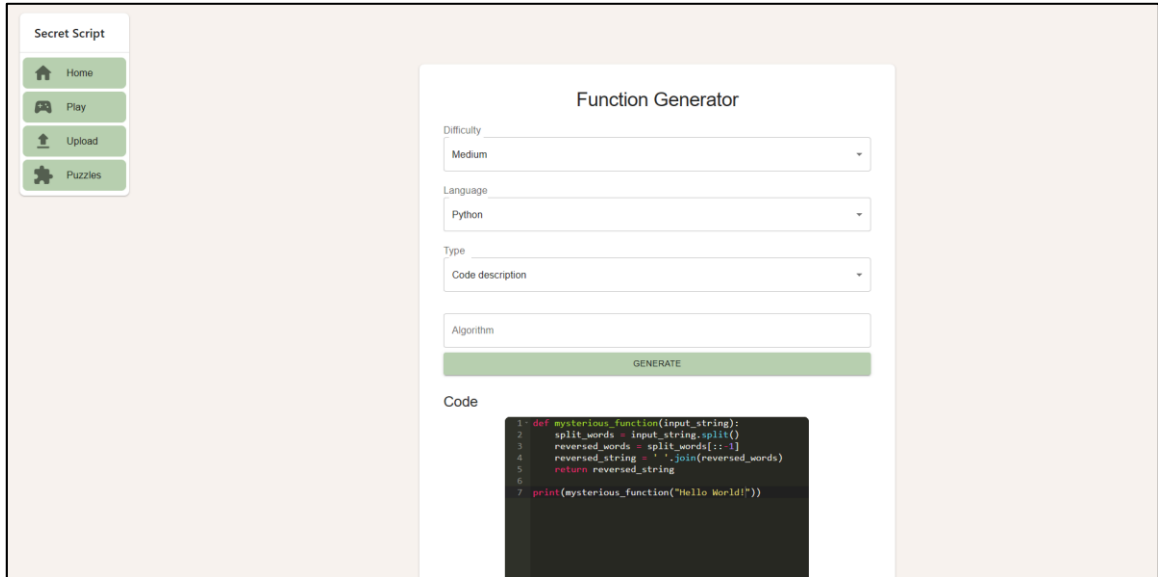 Secret Script
Home
Play
Upload
Puzzles
Function Generator
Difficulty
Medium
Language
Python
Type
Code description
Algorithm
GENERATE
Code
1 def mysterious_function(input_string):
2     split_words = input_string.split()
3     reversed_words = split_words[::-1]
4     reversed_string = ' '.join(reversed_words)
5     return reversed_string
6
7 print(mysterious_function("Hello World!"))